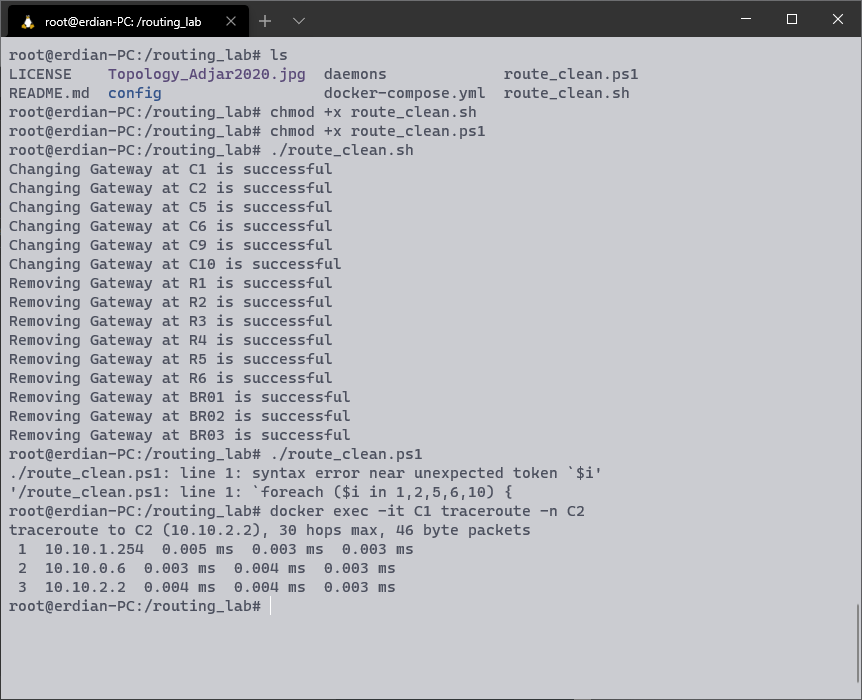 root@erdian-PC: /routing_lab
root@erdian-PC:/routing_lab# ls
LICENSE    Topology_Adjar2020.jpg  daemons             route_clean.ps1
README.md  config                  docker-compose.yml  route_clean.sh
root@erdian-PC:/routing_lab# chmod +x route_clean.sh
root@erdian-PC:/routing_lab# chmod +x route_clean.ps1
root@erdian-PC:/routing_lab# ./route_clean.sh
Changing Gateway at C1 is successful
Changing Gateway at C2 is successful
Changing Gateway at C5 is successful
Changing Gateway at C6 is successful
Changing Gateway at C9 is successful
Changing Gateway at C10 is successful
Removing Gateway at R1 is successful
Removing Gateway at R2 is successful
Removing Gateway at R3 is successful
Removing Gateway at R4 is successful
Removing Gateway at R5 is successful
Removing Gateway at R6 is successful
Removing Gateway at BR01 is successful
Removing Gateway at BR02 is successful
Removing Gateway at BR03 is successful
root@erdian-PC:/routing_lab# ./route_clean.ps1
./route_clean.ps1: line 1: syntax error near unexpected token `$i'
'/route_clean.ps1: line 1: `foreach ($i in 1,2,5,6,10) {
root@erdian-PC:/routing_lab# docker exec -it C1 traceroute -n C2
traceroute to C2 (10.10.2.2), 30 hops max, 46 byte packets
 1  10.10.1.254  0.005 ms  0.003 ms  0.003 ms
 2  10.10.0.6  0.003 ms  0.004 ms  0.003 ms
 3  10.10.2.2  0.004 ms  0.004 ms  0.003 ms
root@erdian-PC:/routing_lab#